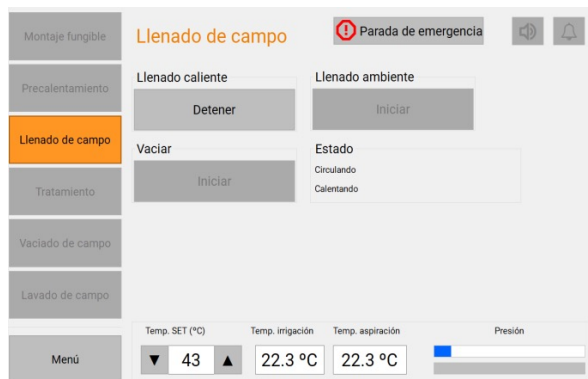 Montaje fungible
Llenado de campo
Parada de emergencia
Precalentamiento
Llenado caliente
Llenado ambiente
Detener
Iniciar
Llenado de campo
Vaciar
Estado
Iniciar
Circulando
Calentando
Tratamiento
Vaciado de campo
Lavado de campo
Temp. SET (ºC)
Temp. irrigación
Temp. aspiración
Presión
Menú
▼ 43 ▲
22.3 ºC
22.3 ºC